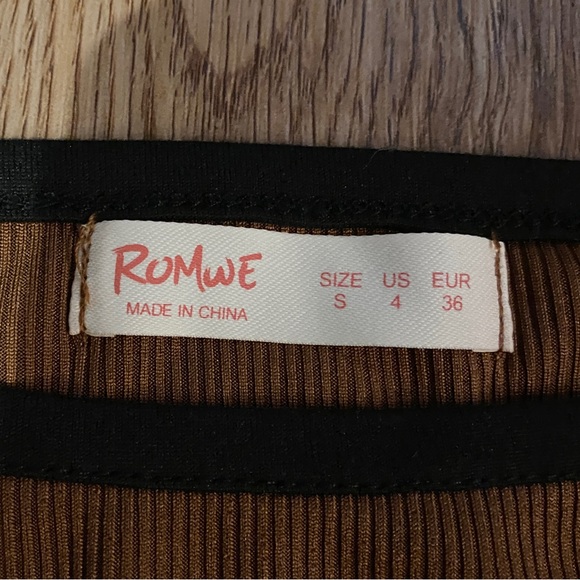 ROMWE
MADE IN CHINA
SIZE US EUR
S 4 36